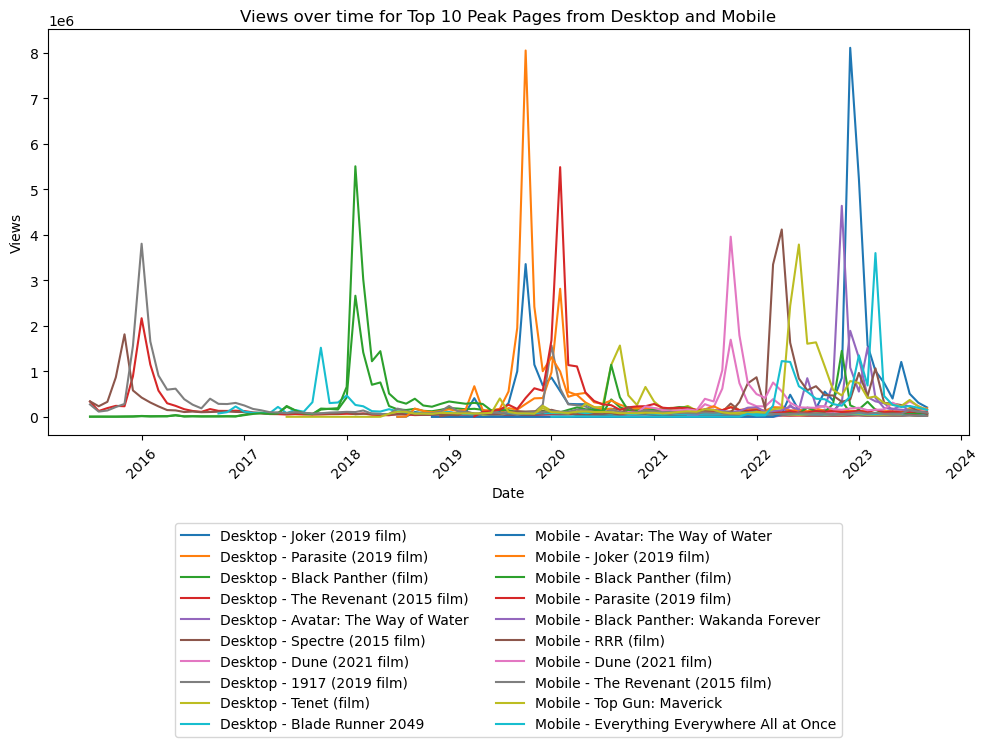 Views over time for Top 10 Peak Pages from Desktop and Mobile
1e6
8
7
6
5
4
3
2
1
0
Views
2016
2017
2018
2019
2020
2021
2022
2023
2024
Date
Desktop - Joker (2019 film)
Desktop - Parasite (2019 film)
Desktop - Black Panther (film)
Desktop - The Revenant (2015 film)
Desktop - Avatar: The Way of Water
Desktop - Spectre (2015 film)
Desktop - Dune (2021 film)
Desktop - 1917 (2019 film)
Desktop - Tenet (film)
Desktop - Blade Runner 2049
Mobile - Avatar: The Way of Water
Mobile - Joker (2019 film)
Mobile - Black Panther (film)
Mobile - Parasite (2019 film)
Mobile - Black Panther: Wakanda Forever
Mobile - RRR (film)
Mobile - Dune (2021 film)
Mobile - The Revenant (2015 film)
Mobile - Top Gun: Maverick
Mobile - Everything Everywhere All at Once